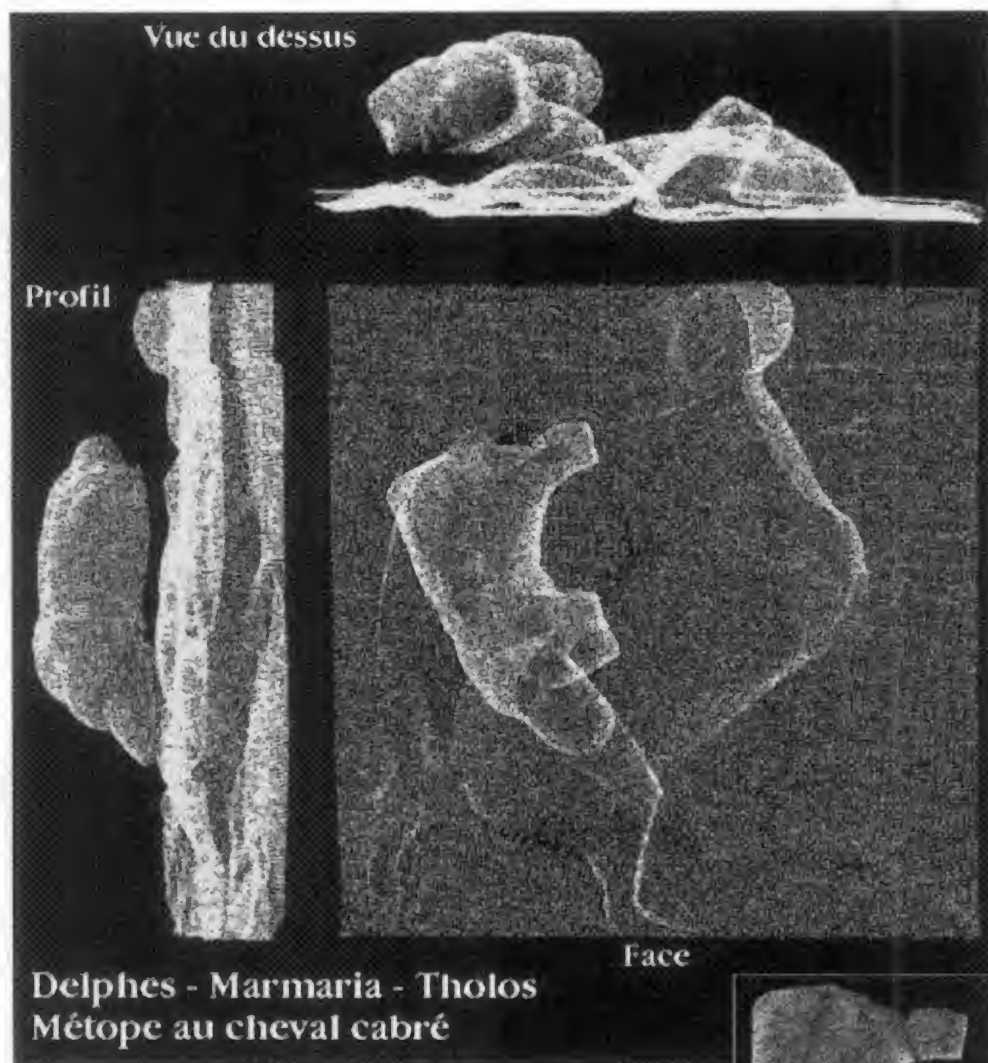 Vue du dessus
Profil
Face
Delphes - Marmaria - Tholos
Métope au cheval cabré